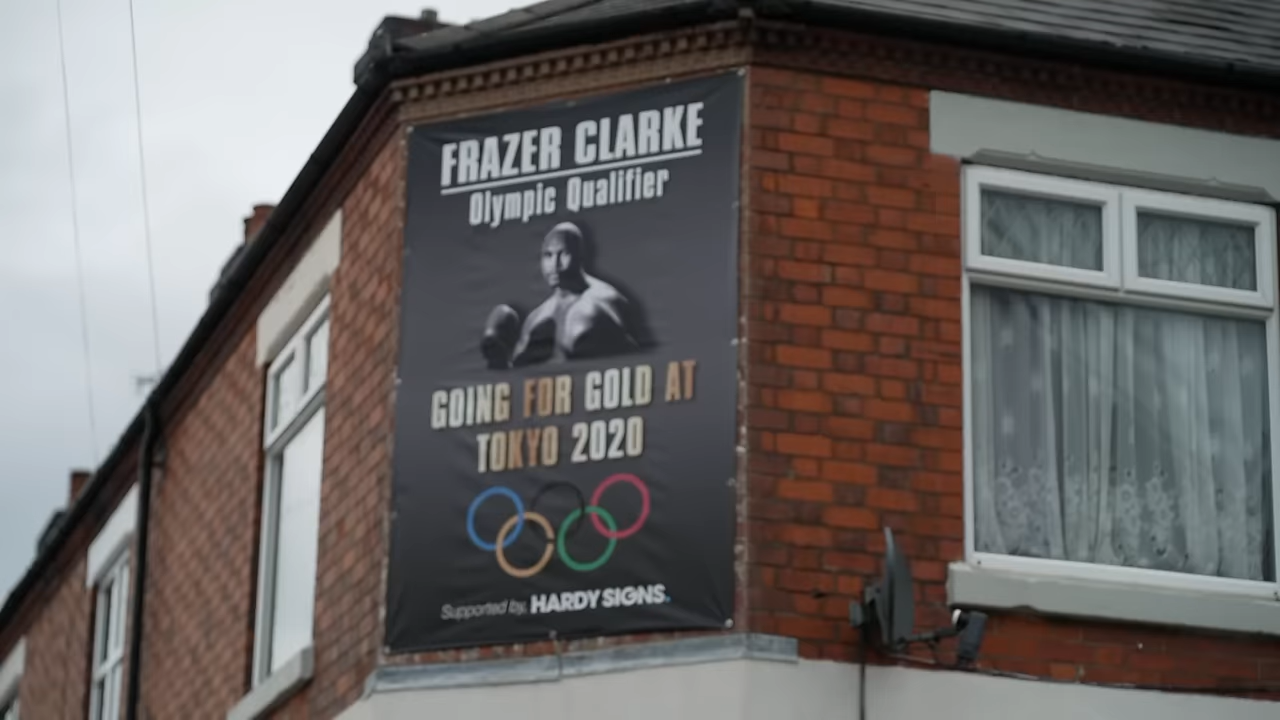 FRAZER CLARKE
Olympic Qualifier
GOING FOR GOLD AT
TOKYO 2020
Supported by, HARDY SIGNS.